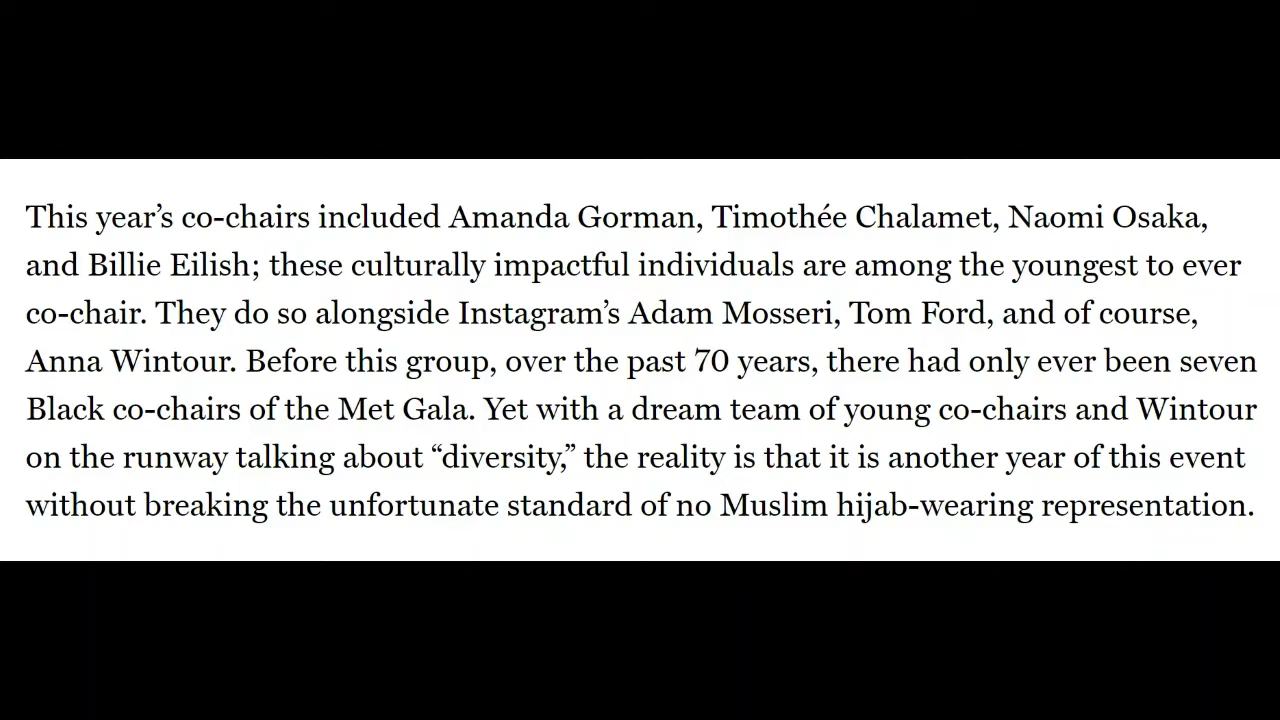 This year’s co-chairs included Amanda Gorman, Timothée Chalamet, Naomi Osaka,
and Billie Eilish; these culturally impactful individuals are among the youngest to ever
co-chair. They do so alongside Instagram’s Adam Mosseri, Tom Ford, and of course,
Anna Wintour. Before this group, over the past 70 years, there had only ever been seven
Black co-chairs of the Met Gala. Yet with a dream team of young co-chairs and Wintour
on the runway talking about “diversity,” the reality is that it is another year of this event
without breaking the unfortunate standard of no Muslim hijab-wearing representation.